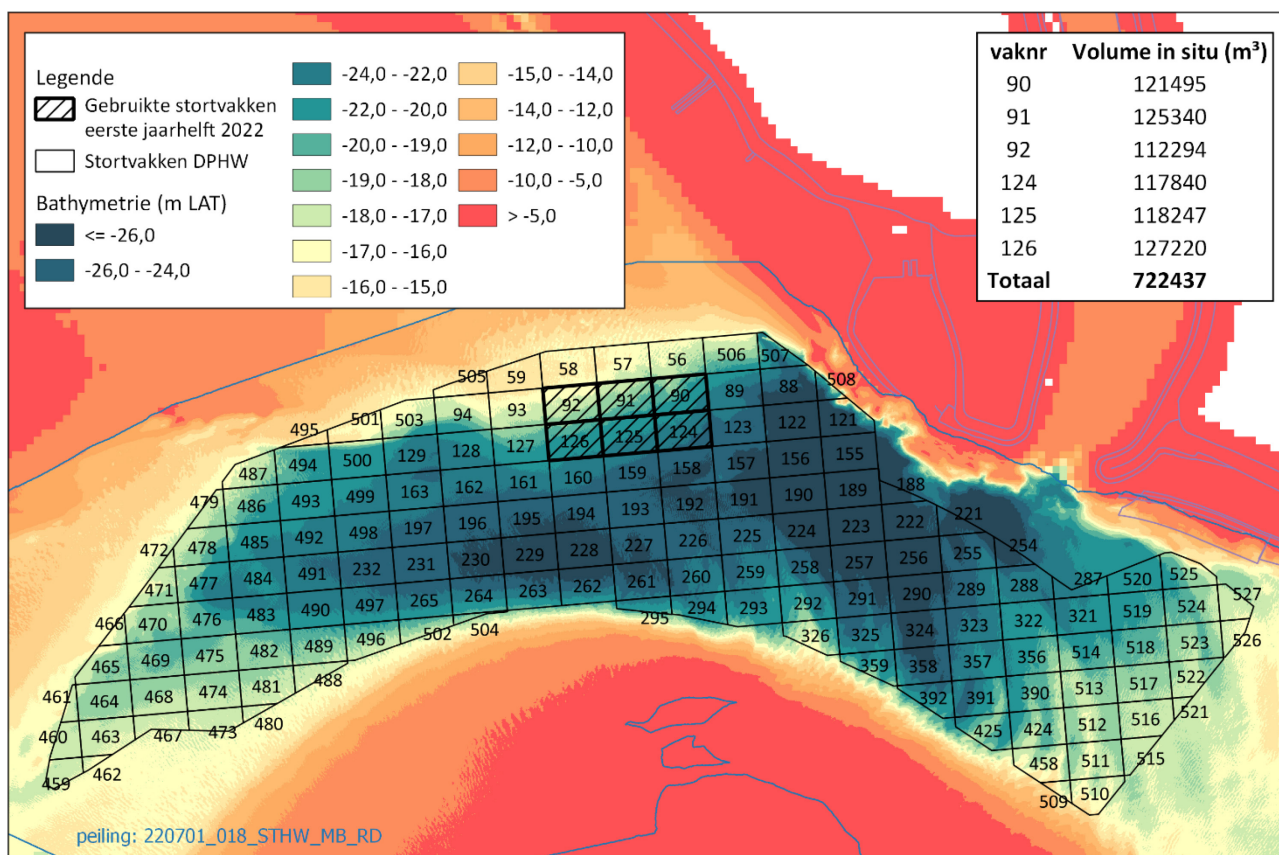 Legende
Gebruikte stortvakken
eerste jaarhelft 2022
Stortvakken DPHW
Bathymetrie (m LAT)
<= -26,0
-26,0 - -24,0
-24,0 - -22,0
-22,0 - -20,0
-20,0 - -19,0
-19,0 - -18,0
-18,0 - -17,0
-17,0 - -16,0
-16,0 - -15,0
-15,0 - -14,0
-14,0 - -12,0
-12,0 - -10,0
-10,0 - -5,0
> -5,0
vaknr Volume in situ (m³)
90 121495
91 125340
92 112294
124 117840
125 118247
126 127220
Totaal 722437
505 59 58 57 56 506 507
495 501 503 94 93 92 91 90 89 88 508
487 494 500 129 128 127 126 125 124 123 122 121
479 486 493 499 163 162 161 160 159 158 157 156 155
472 478 485 492 498 197 196 195 194 193 192 191 190 189 188
471 477 484 491 232 231 230 229 228 227 226 225 224 223 222 221
466 470 476 483 490 497 265 264 263 262 261 260 259 258 257 256 255 254
465 469 475 482 489 496 502 504 295 294 293 292 291 290 289 288 287 520 525
461 464 468 474 481 488 326 325 324 323 322 321 519 524 527
460 463 467 473 480 359 358 357 356 514 518 523 526
459 462 392 391 390 513 517 522
425 424 512 516 521
458 511 515
509 510
peiling: 220701_018_STHW_MB_RD